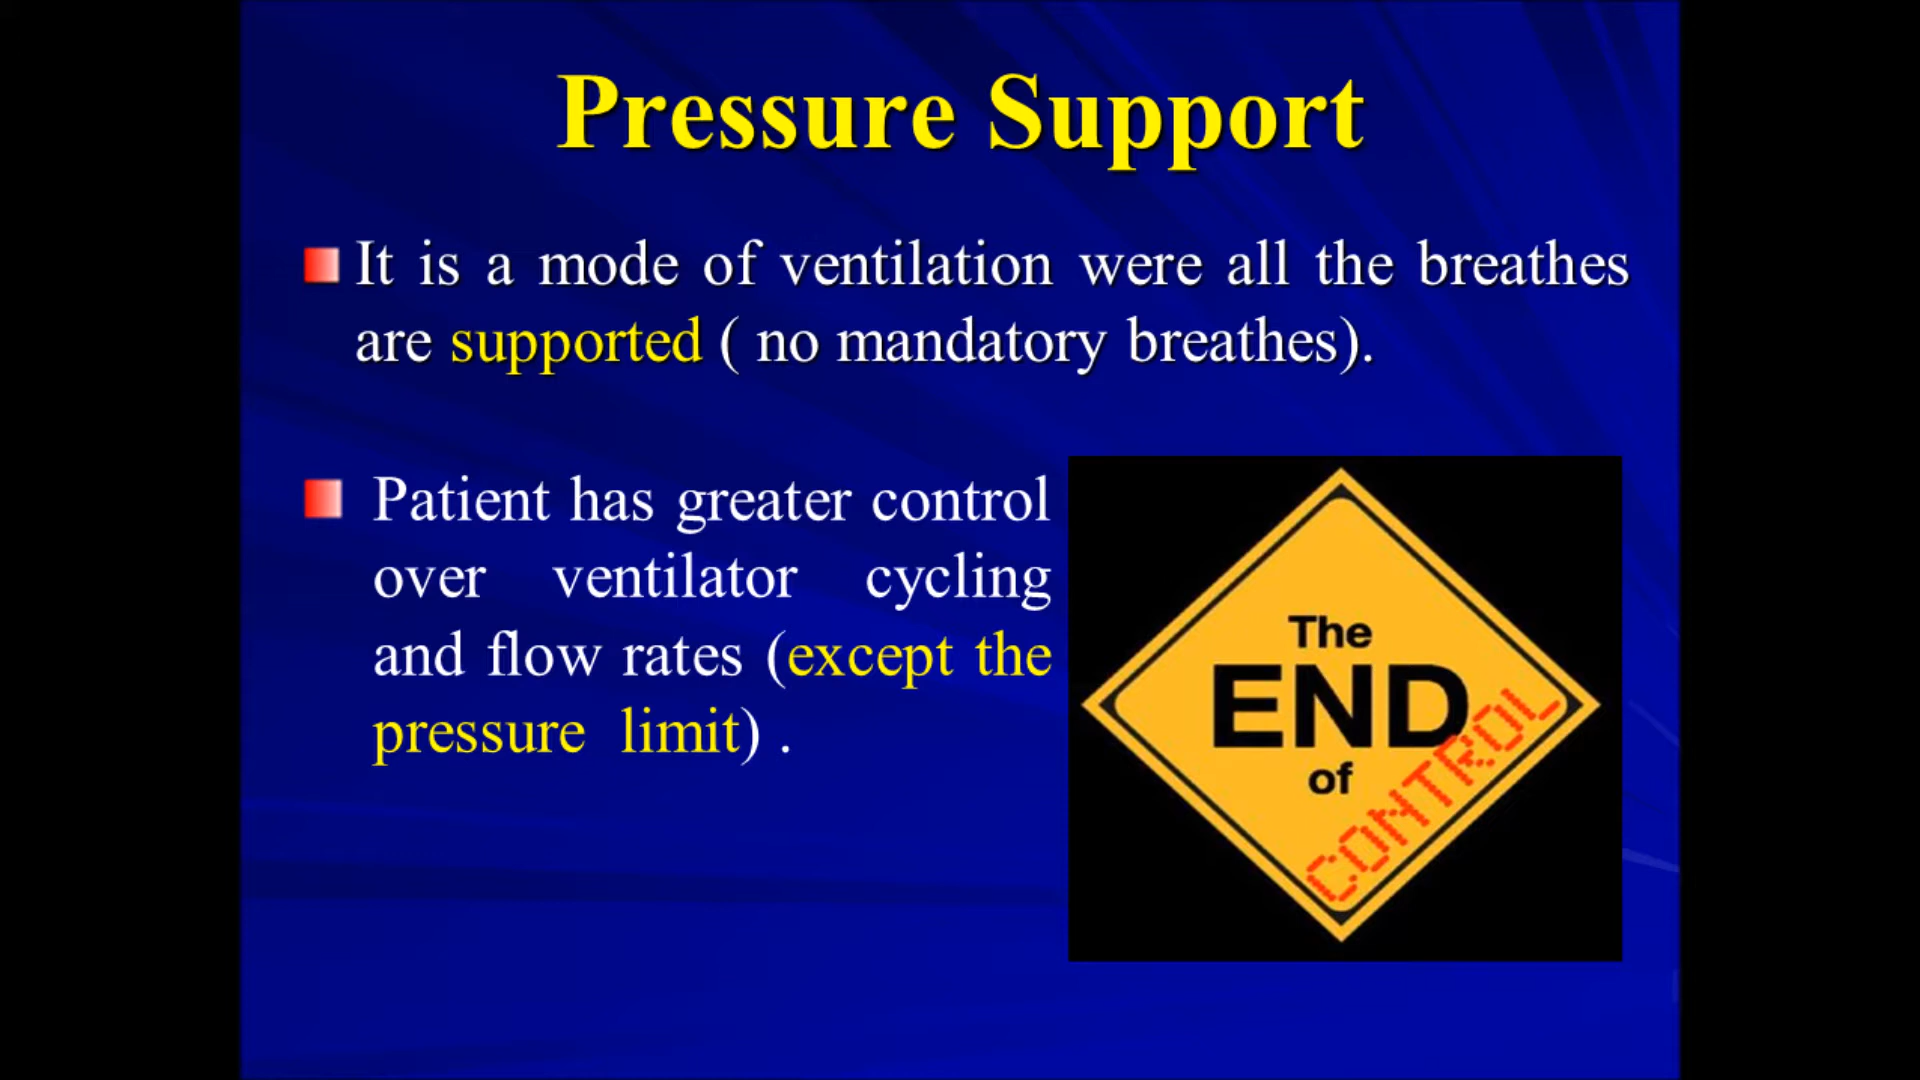 Pressure Support
It is a mode of ventilation were all the breathes
are supported ( no mandatory breathes).
Patient has greater control
over ventilator cycling
and flow rates (except the
pressure limit) .
The
END
of
CONTROL